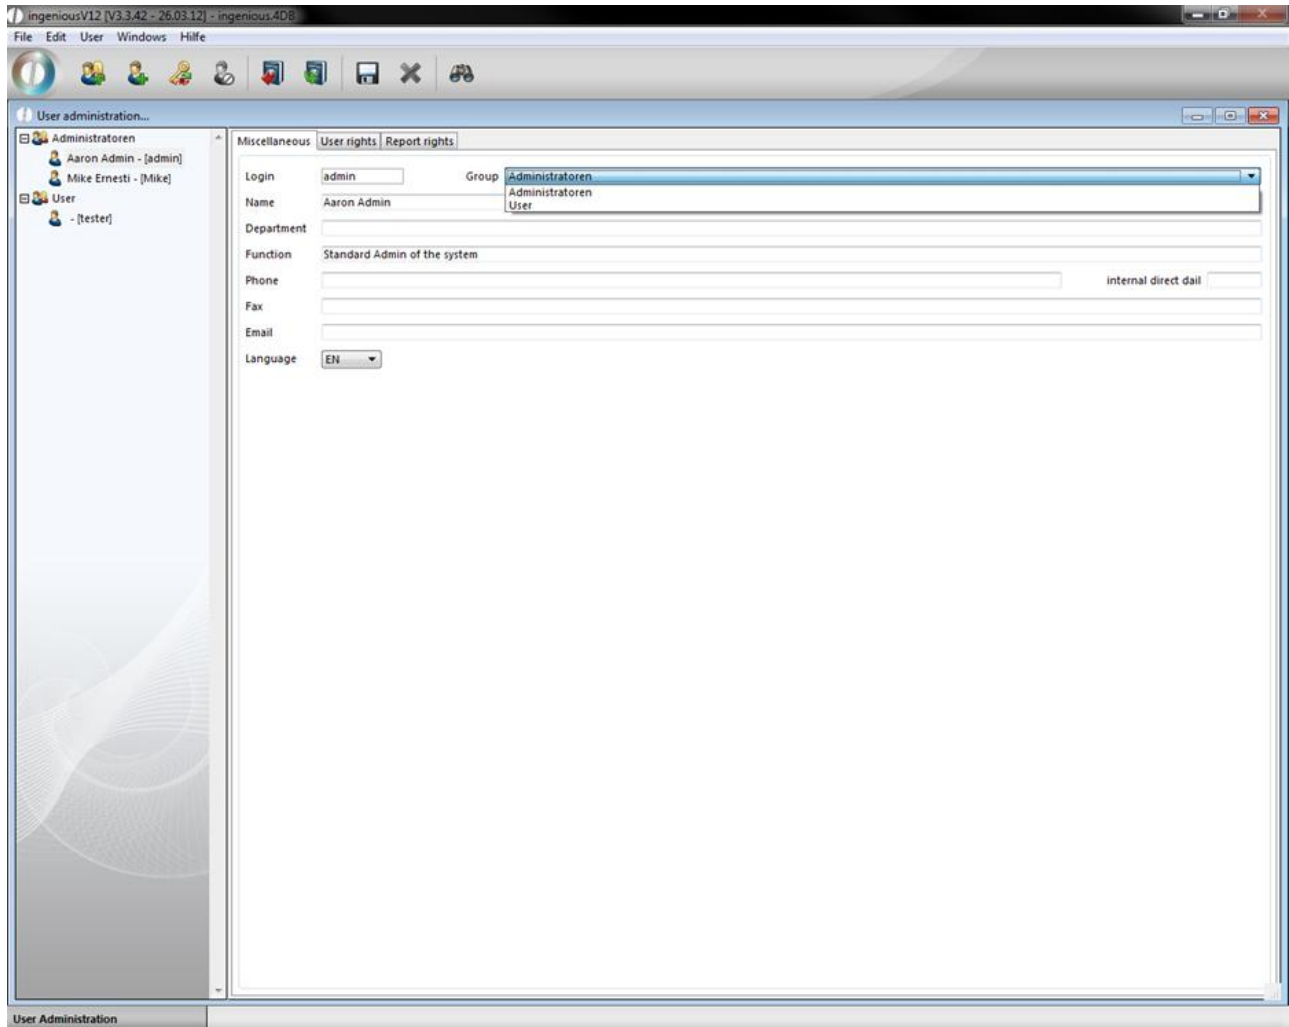 ingeniousV12 [V3.3.42 - 26.03.12] - ingenious.4DB
File Edit User Windows Hilfe
User administration...
Administratoren
Aaron Admin - [admin]
Mike Ernesti - [Mike]
User
- [tester]
Miscellaneous User rights Report rights
Login admin Group Administratoren
Administratoren
Name Aaron Admin User
Department
Function Standard Admin of the system
Phone internal direct dail
Fax
Email
Language EN
User Administration